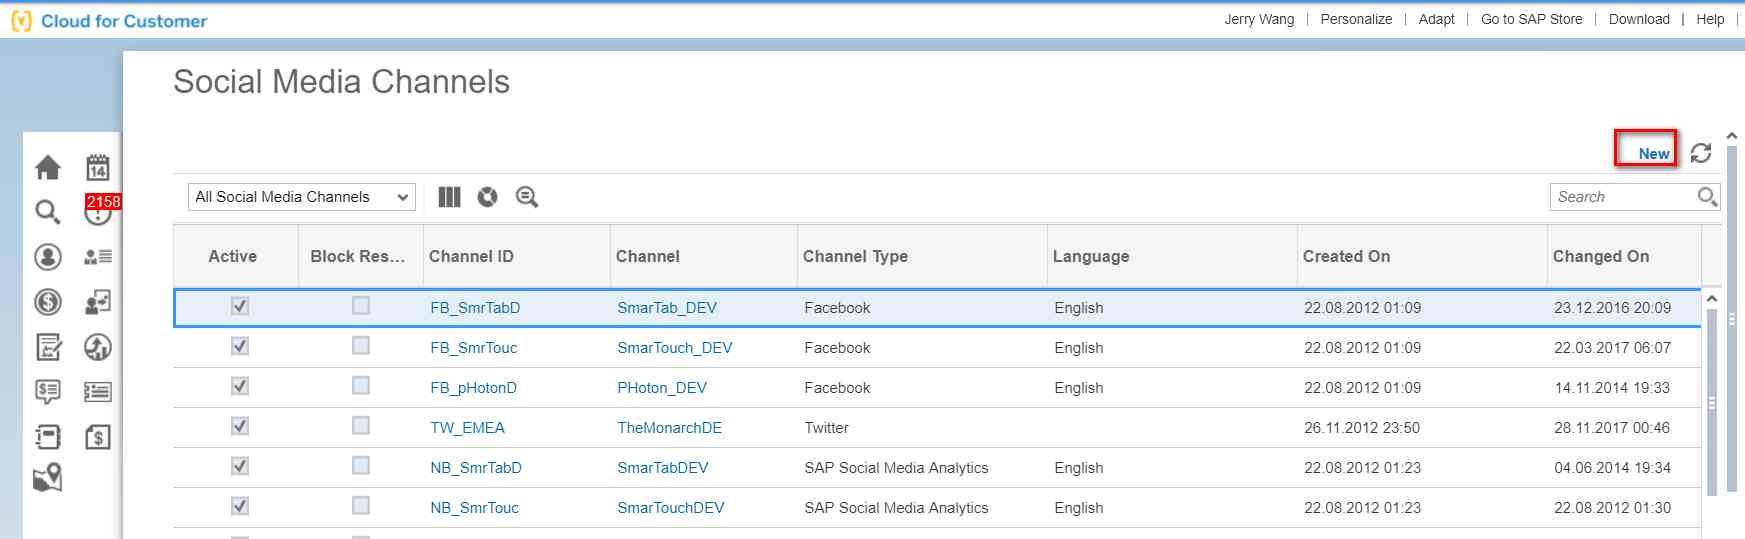 Cloud for Customer
Jerry Wang | Personalize | Adapt | Go to SAP Store | Download | Help |
Social Media Channels
New
14
2158
All Social Media Channels Search
Active Block Res... Channel ID Channel Channel Type Language Created On Changed On
FB_SmrTabD SmarTab_DEV Facebook English 22.08.2012 01:09 23.12.2016 20:09
FB_SmrTouc SmarTouch_DEV Facebook English 22.08.2012 01:09 22.03.2017 06:07
FB_pHotonD PHoton_DEV Facebook English 22.08.2012 01:09 14.11.2014 19:33
TW_EMEA TheMonarchDE Twitter 26.11.2012 23:50 28.11.2017 00:46
NB_SmrTabD SmarTabDEV SAP Social Media Analytics English 22.08.2012 01:23 04.06.2014 19:34
NB_SmrTouc SmarTouchDEV SAP Social Media Analytics English 22.08.2012 01:23 22.08.2012 01:30